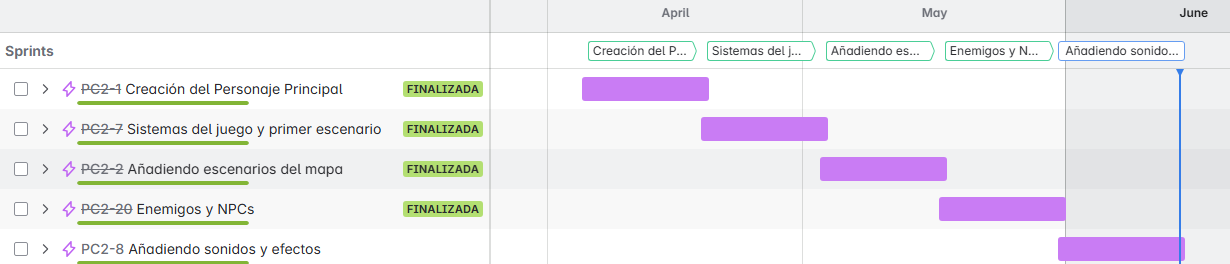 April May June
Sprints Creación del P... Sistemas del j... Añadiendo es... Enemigos y N... Añadiendo sonido...
PC2-1 Creación del Personaje Principal FINALIZADA
PC2-7 Sistemas del juego y primer escenario FINALIZADA
PC2-2 Añadiendo escenarios del mapa FINALIZADA
PC2-20 Enemigos y NPCs FINALIZADA
PC2-8 Añadiendo sonidos y efectos